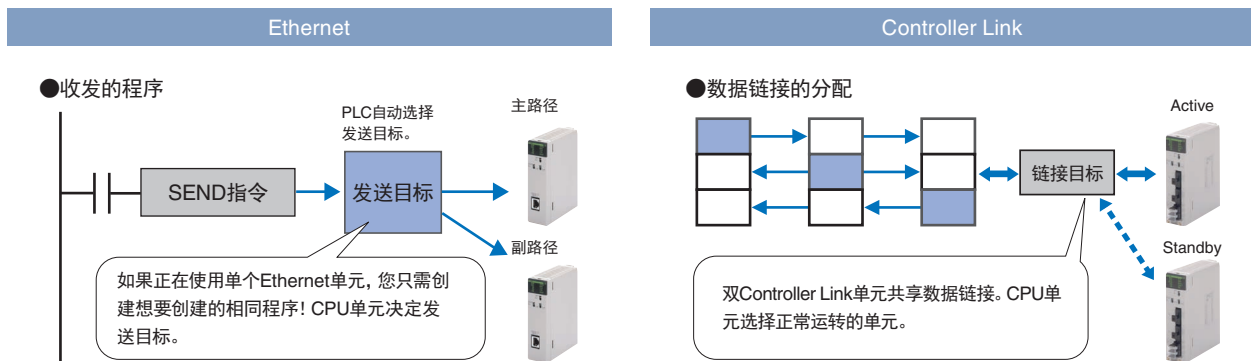 Ethernet
●收发的程序
PLC自动选择
发送目标。
主路径
SEND指令
发送目标
副路径
如果正在使用单个Ethernet单元，您只需创
建想要创建的相同程序！CPU单元决定发
送目标。
Controller Link
●数据链接的分配
Active
链接目标
Standby
双Controller Link单元共享数据链接。CPU单
元选择正常运转的单元。